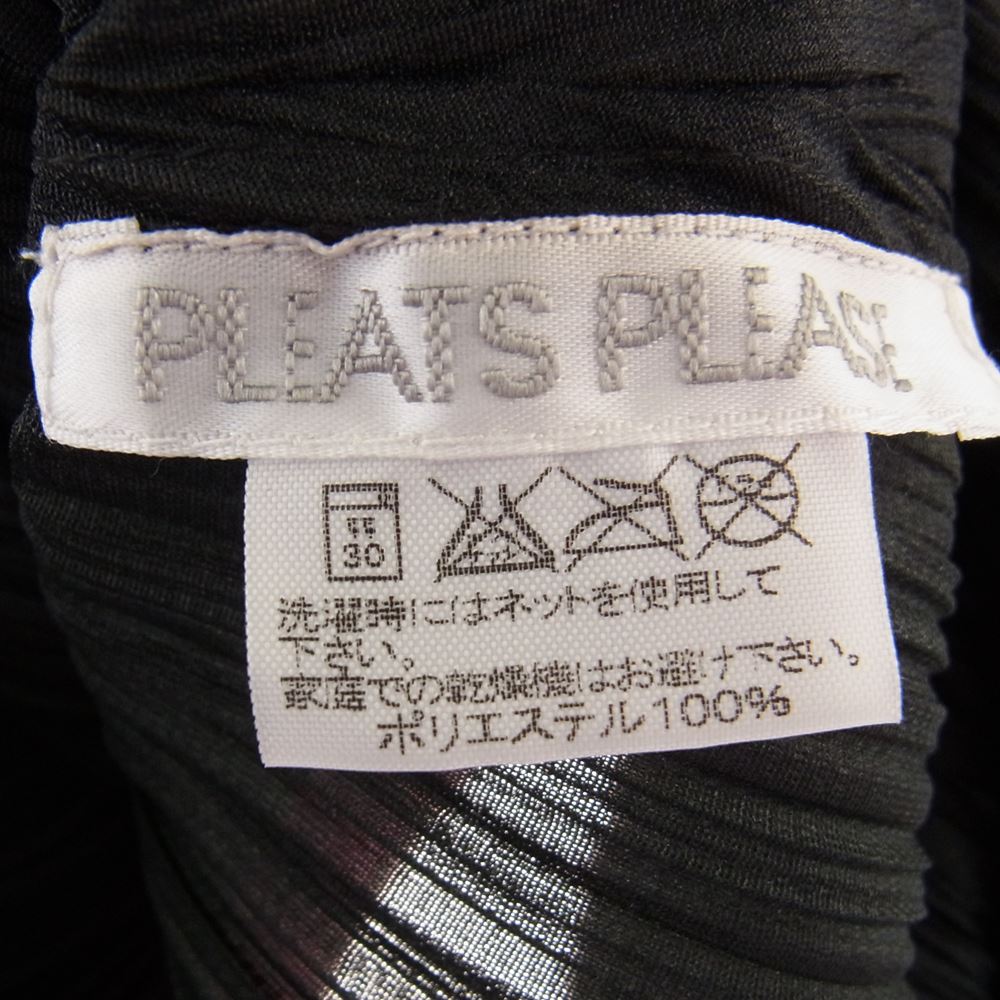 PLEATS PLEASE
弱
30
洗濯時にはネットを使用して
下さい。
家庭での乾燥機はお避け下さい。
ポリエステル100%